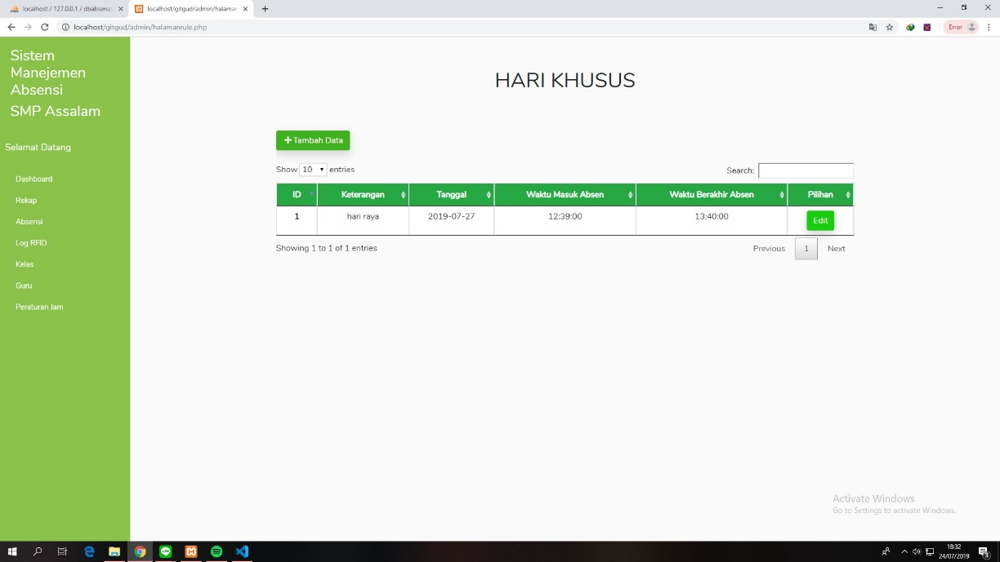 localhost / 127.0.0.1 / dbabsena
localhost/gitgud/admin/halaman
localhost/gitgud/admin/halamanrule.php
Error
Sistem
Manejemen
Absensi
SMP Assalam
Selamat Datang
Dashboard
Rekap
Absensi
Log RFID
Kelas
Guru
Peraturan Jam
HARI KHUSUS
+ Tambah Data
Show 10 entries
Search:
ID Keterangan Tanggal Waktu Masuk Absen Waktu Berakhir Absen Pilihan
1 hari raya 2019-07-27 12:39:00 13:40:00 Edit
Showing 1 to 1 of 1 entries
Previous 1 Next
Activate Windows
Go to Settings to activate Windows.
18:32
24/07/2019
3